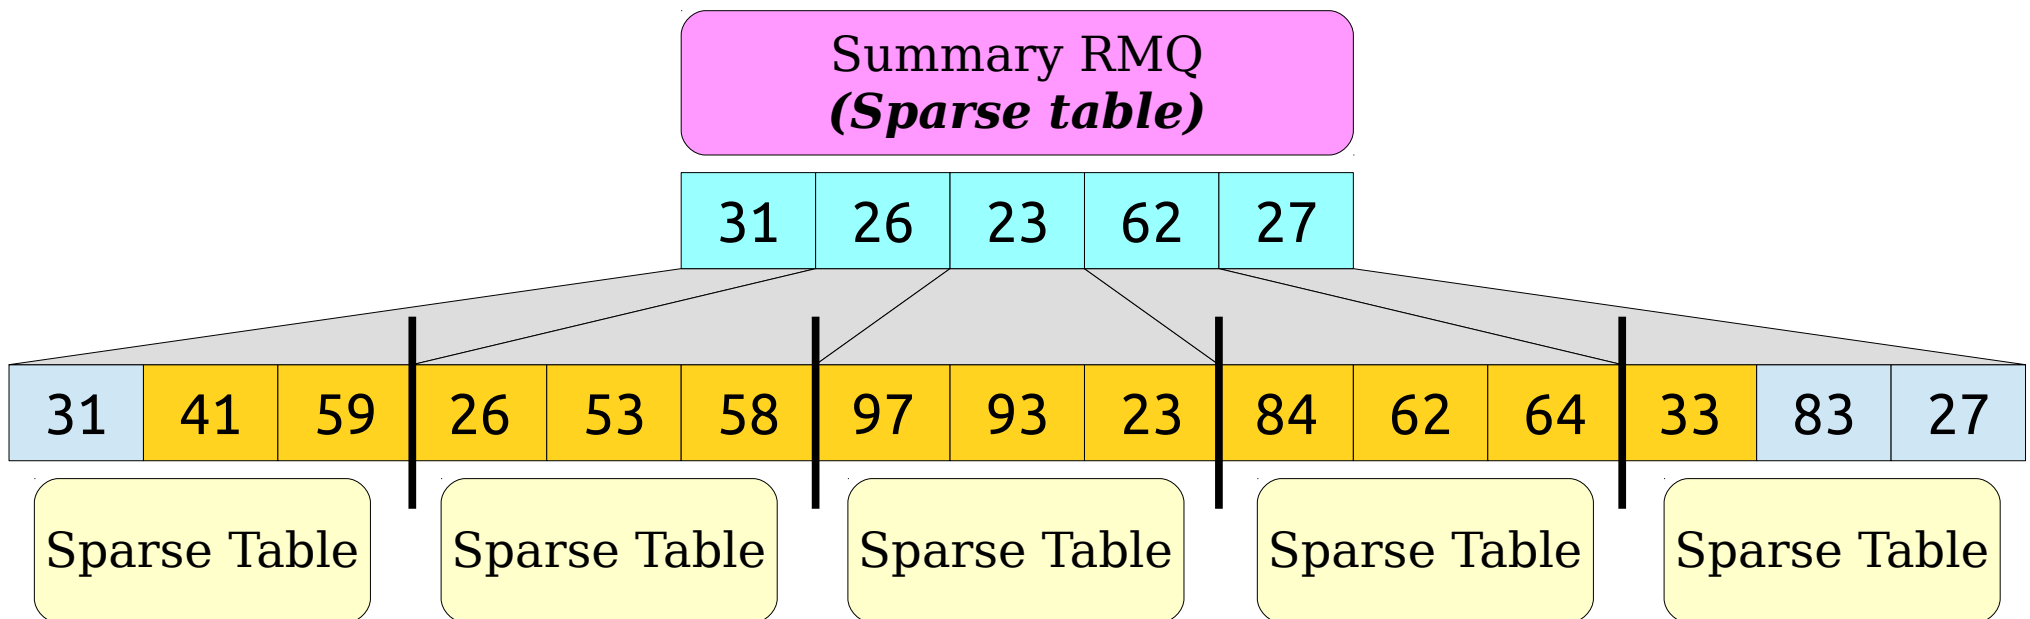 Summary RMQ
(Sparse table)
31 26 23 62 27
31 41 59 26 53 58 97 93 23 84 62 64 33 83 27
Sparse Table Sparse Table Sparse Table Sparse Table Sparse Table